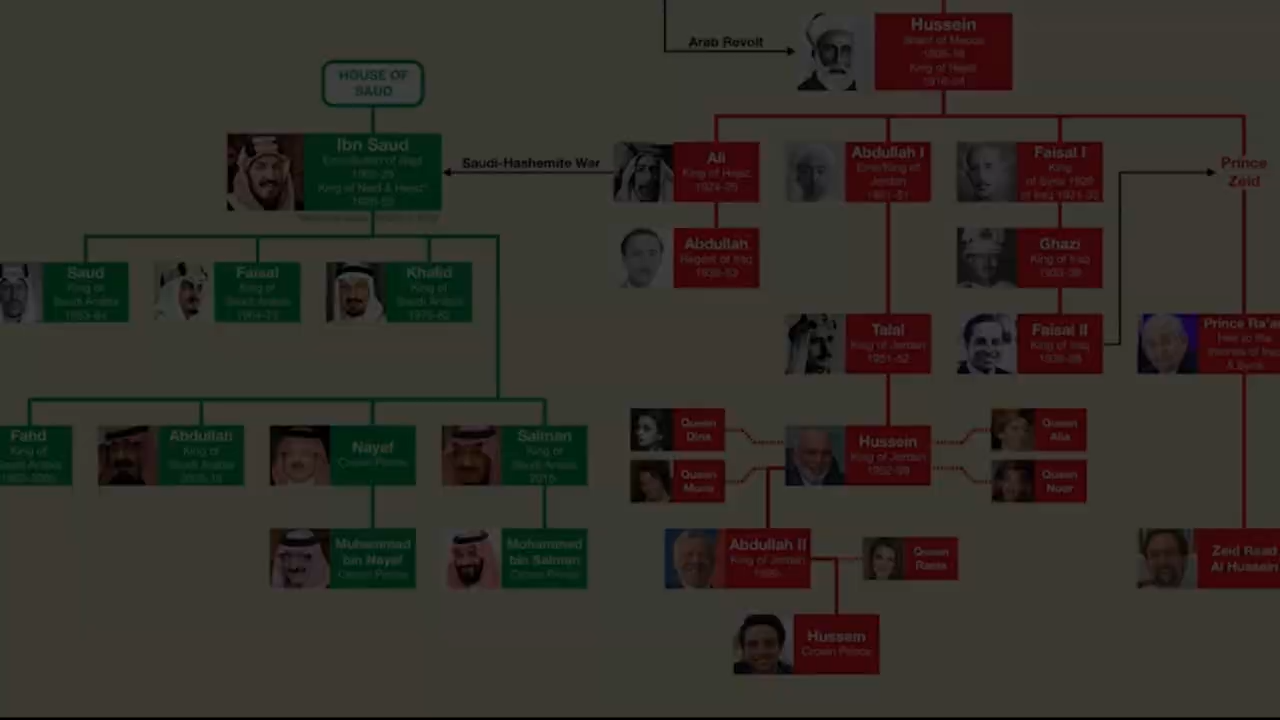 Hussein
Sharif of Mecca
1908-16
King of Hejaz
1916-24
Arab Revolt
HOUSE OF
SAUD
Ibn Saud
1902-26
King of Nejd & Hejaz*
1926-53
Saudi-Hashemite War
Ali
King of Hejaz
1924-25
Abdullah I
Emir/King of
Jordan
1921-51
Faisal I
King
of Syria 1920
of Iraq 1921-33
Prince
Zeid
Abdullah
Regent of Iraq
1939-53
Ghazi
King of Iraq
1933-39
Saud
King of
Saudi Arabia
1953-64
Faisal
King of
Saudi Arabia
1964-75
Khalid
King of
Saudi Arabia
1975-82
Talal
King of Jordan
1951-52
Faisal II
King of Iraq
1939-58
Prince Ra'a
Heir to the
thrones of Iraq
& Syria
Fahd
King of
Saudi Arabia
1982-2005
Abdullah
King of
Saudi Arabia
2005-15
Nayef
Crown Prince
Salman
King of
Saudi Arabia
2015-
Queen
Dina
Queen
Muna
Hussein
King of Jordan
1952-99
Queen
Alia
Queen
Noor
Muhammad
bin Nayef
Crown Prince
Mohammed
bin Salman
Crown Prince
Abdullah II
King of Jordan
1999-
Queen
Rania
Zeid Raad
Al Hussein
Hussein
Crown Prince